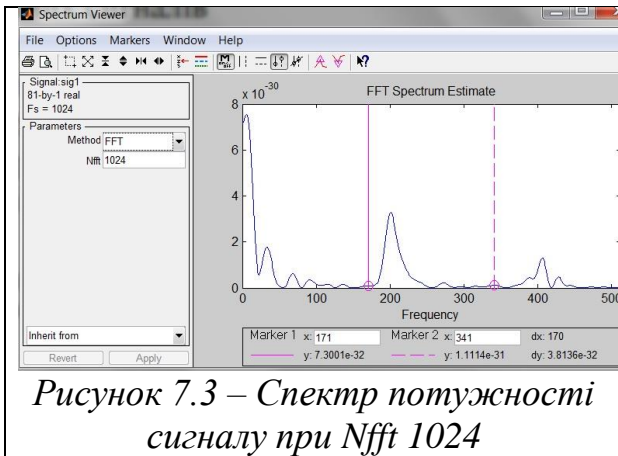 Spectrum Viewer
File Options Markers Window Help
Signal:sig1
81-by-1 real
Fs = 1024
Parameters
Method FFT
Nfft 1024
Inherit from
Revert Apply
x 10^-30
FFT Spectrum Estimate
8
6
4
2
0
0 100 200 300 400 500
Frequency
Marker 1 x: 171 Marker 2 x: 341 dx: 170
y: 7.3001e-32 y: 1.1114e-31 dy: 3.8136e-32
Рисунок 7.3 – Спектр потужності
сигналу при Nfft 1024